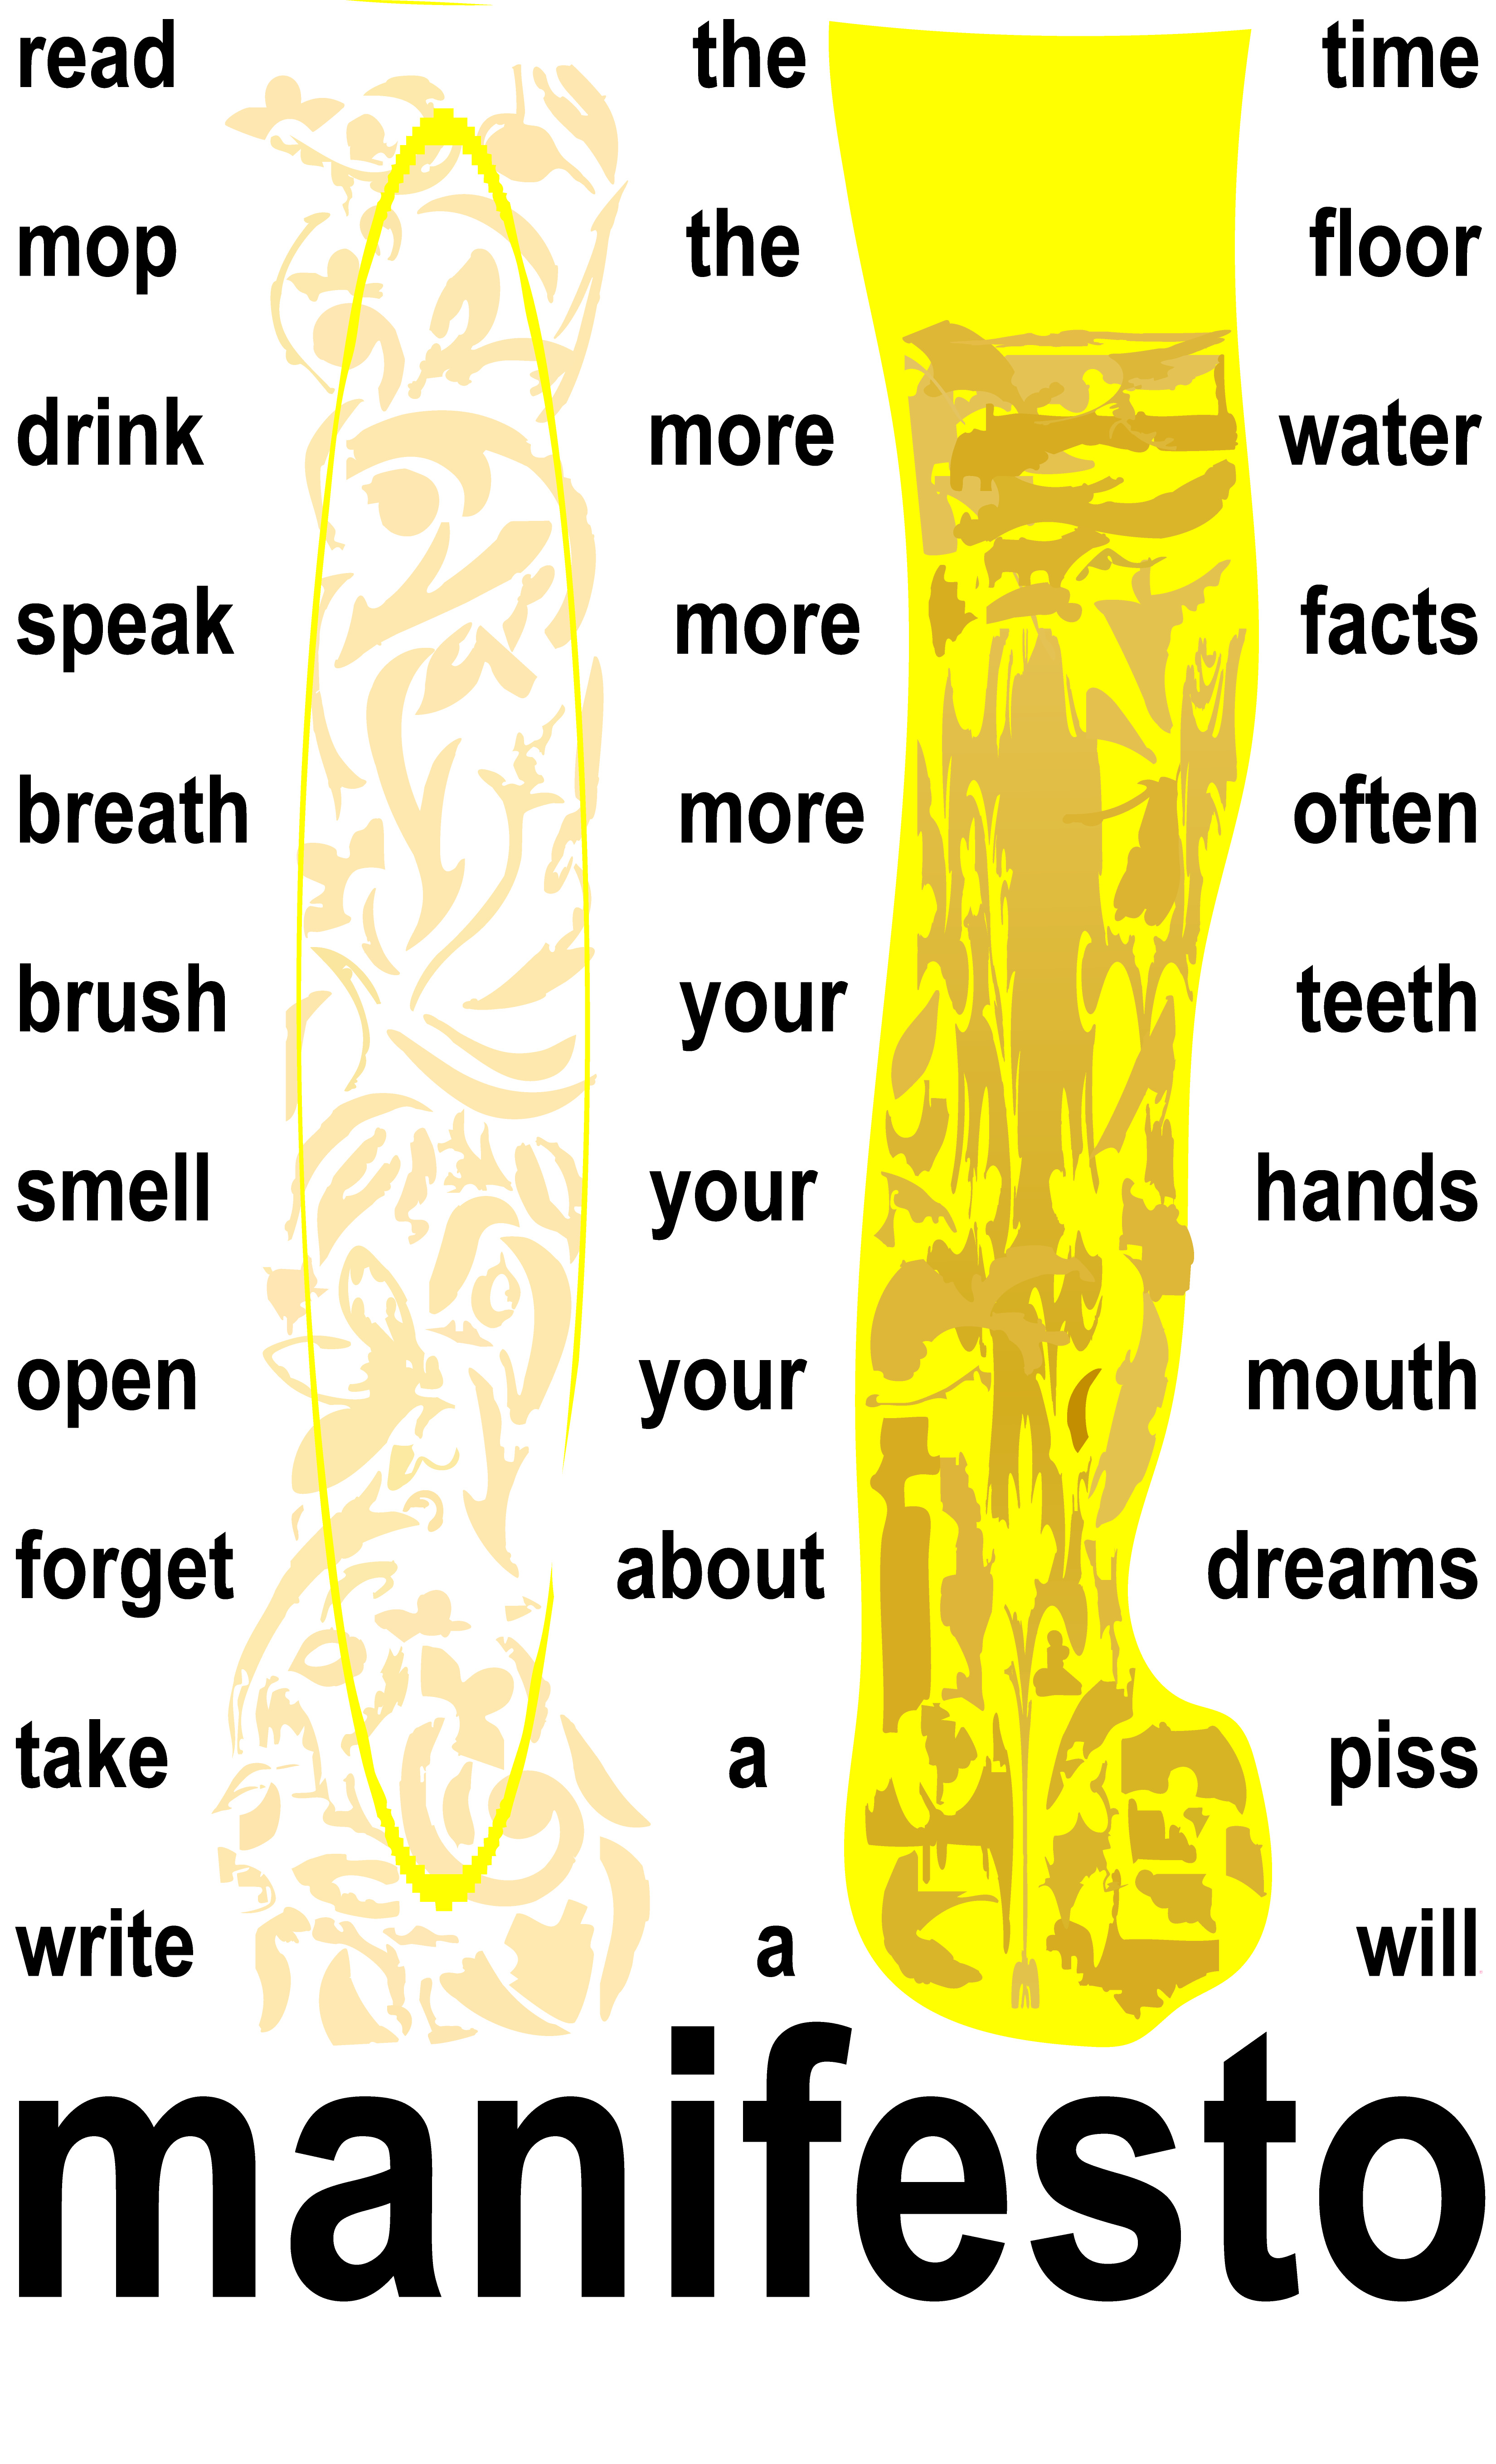 read the time
mop the floor
drink more water
speak more facts
breath more often
brush your teeth
smell your hands
open your mouth
forget about dreams
take a piss
write a will
manifesto